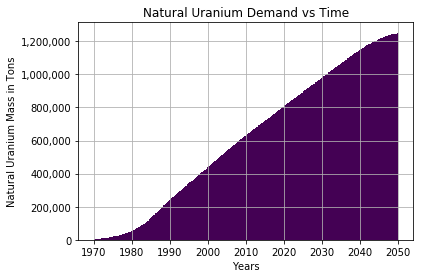 Natural Uranium Demand vs Time
Natural Uranium Mass in Tons
1,200,000
1,000,000
800,000
600,000
400,000
200,000
0
1970 1980 1990 2000 2010 2020 2030 2040 2050
Years